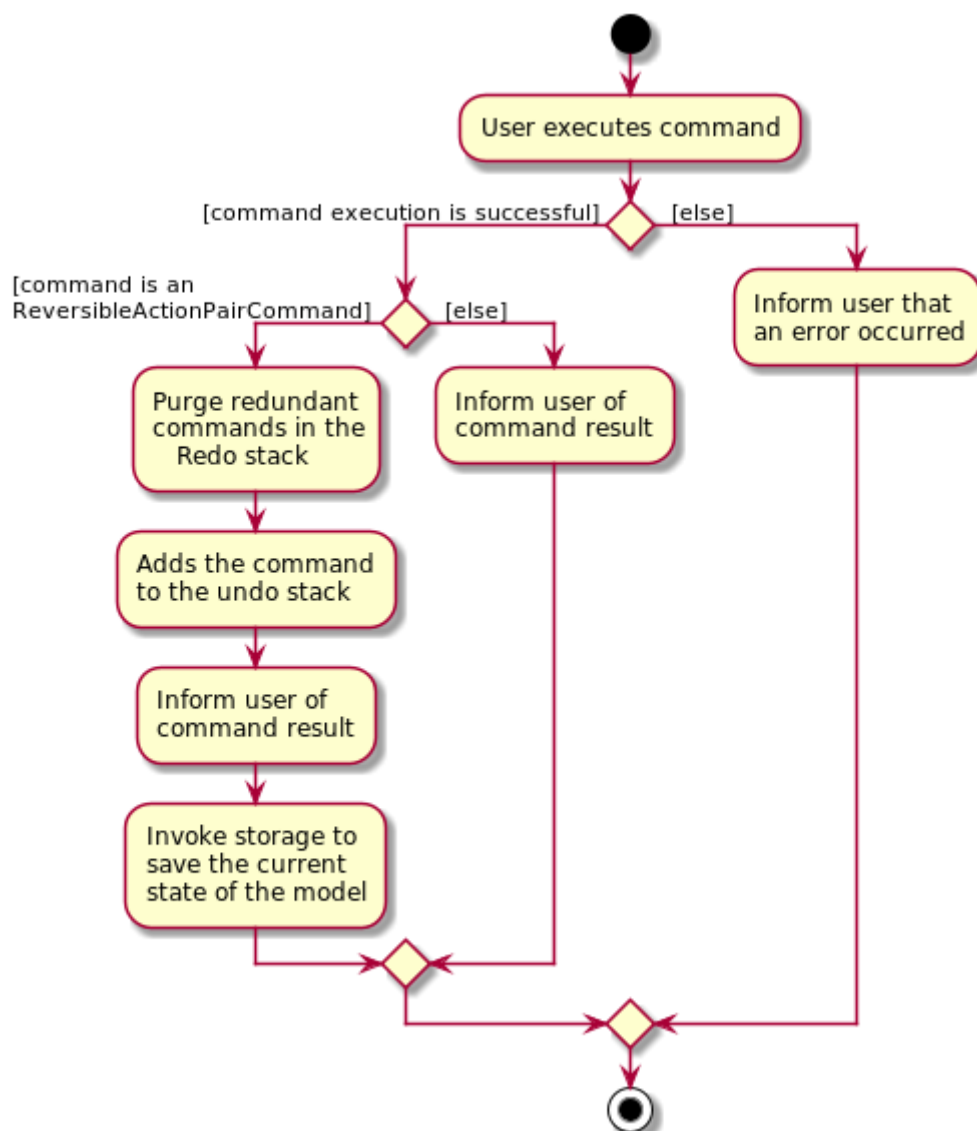 User executes command
[command execution is successful]
[else]
[command is an
ReversibleActionPairCommand]
[else]
Inform user that
an error occurred
Purge redundant
commands in the
Redo stack
Inform user of
command result
Adds the command
to the undo stack
Inform user of
command result
Invoke storage to
save the current
state of the model